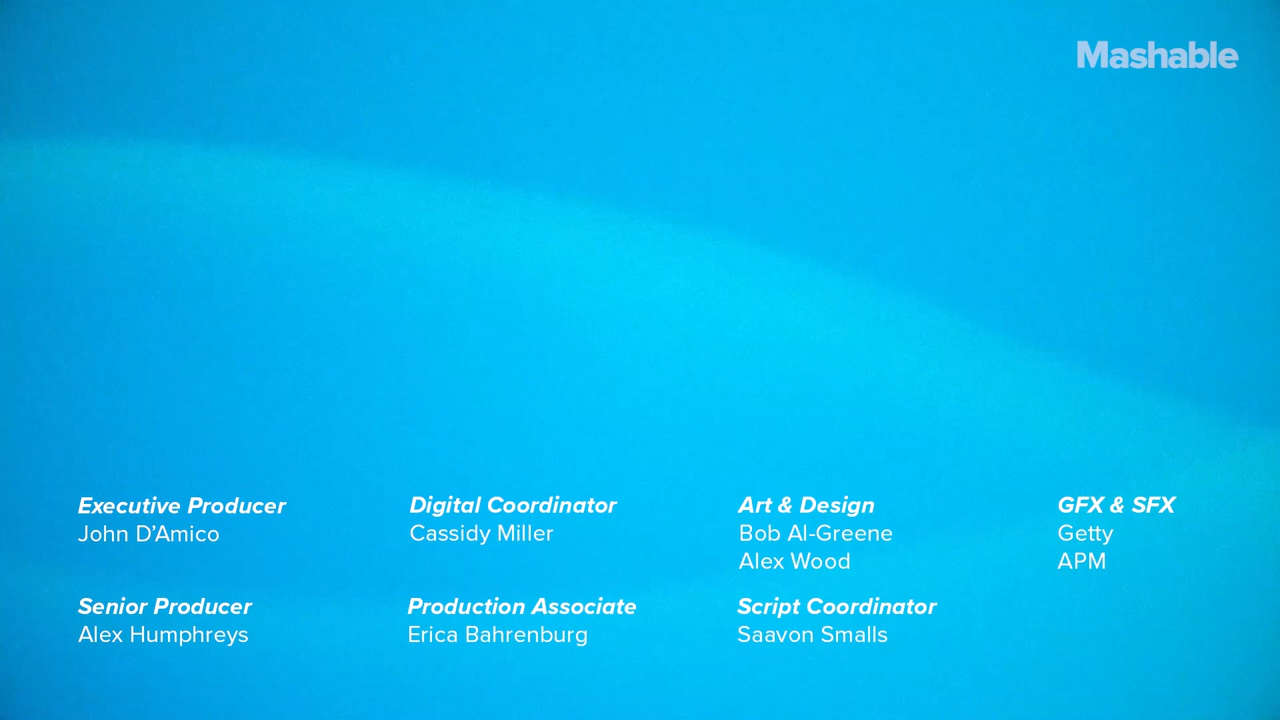 Mashable
Executive Producer
John D’Amico
Digital Coordinator
Cassidy Miller
Art & Design
Bob Al-Greene
Alex Wood
GFX & SFX
Getty
APM
Senior Producer
Alex Humphreys
Production Associate
Erica Bahrenburg
Script Coordinator
Saavon Smalls